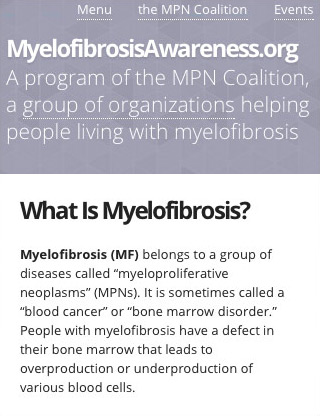 Menu the MPN Coalition Events
MyelofibrosisAwareness.org
A program of the MPN Coalition,
a group of organizations helping
people living with myelofibrosis
What Is Myelofibrosis?
Myelofibrosis (MF) belongs to a group of
diseases called “myeloproliferative
neoplasms” (MPNs). It is sometimes called a
“blood cancer” or “bone marrow disorder.”
People with myelofibrosis have a defect in
their bone marrow that leads to
overproduction or underproduction of
various blood cells.